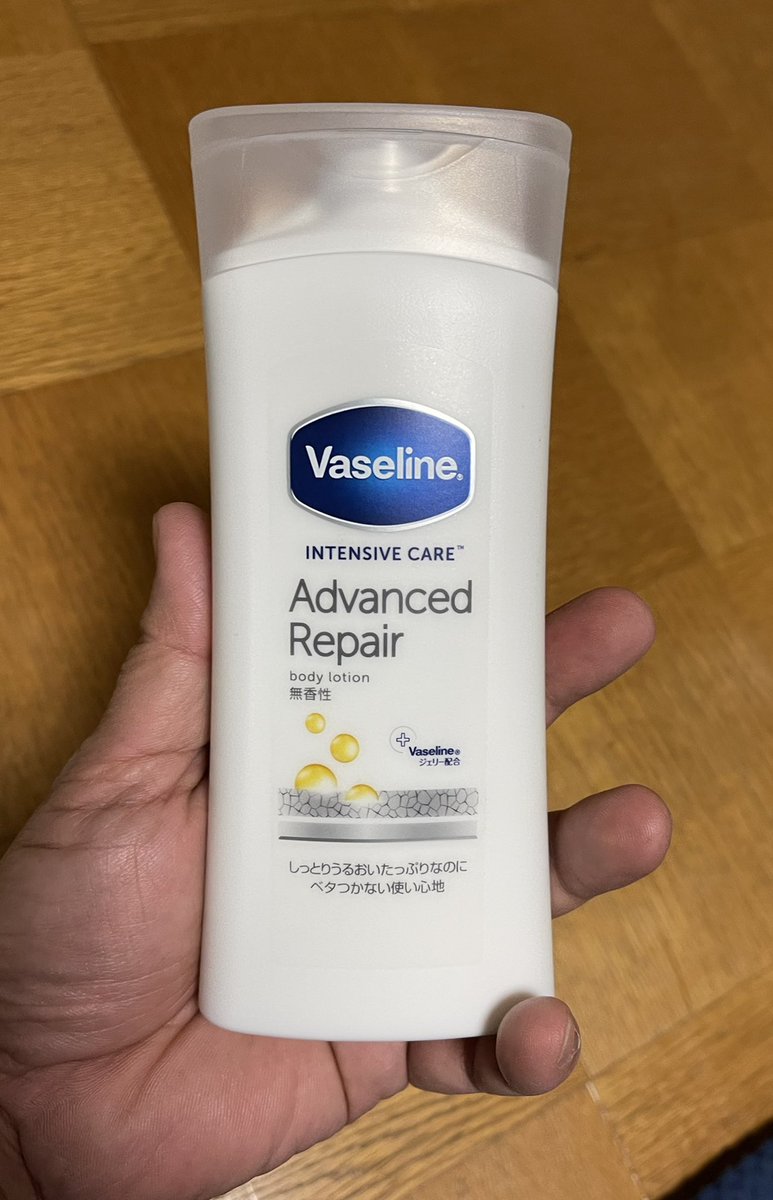 Vaseline®
INTENSIVE CARE™
Advanced
Repair
body lotion
無香性
Vaseline®
ジェリー配合
しっとりうるおいたっぷりなのに
ベタつかない使い心地